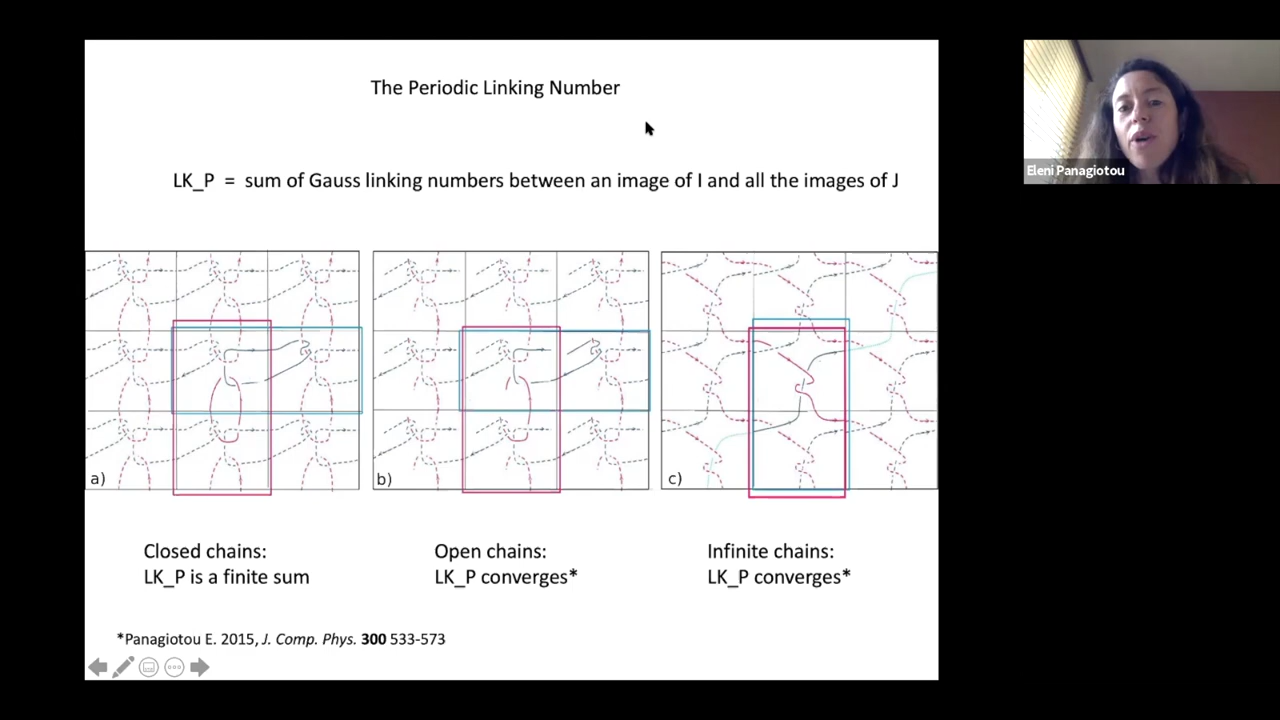 The Periodic Linking Number
LK_P = sum of Gauss linking numbers between an image of I and all the images of J
Eleni Panagiotou
a)
b)
c)
Closed chains:
LK_P is a finite sum
Open chains:
LK_P converges*
Infinite chains:
LK_P converges*
*Panagiotou E. 2015, J. Comp. Phys. 300 533-573